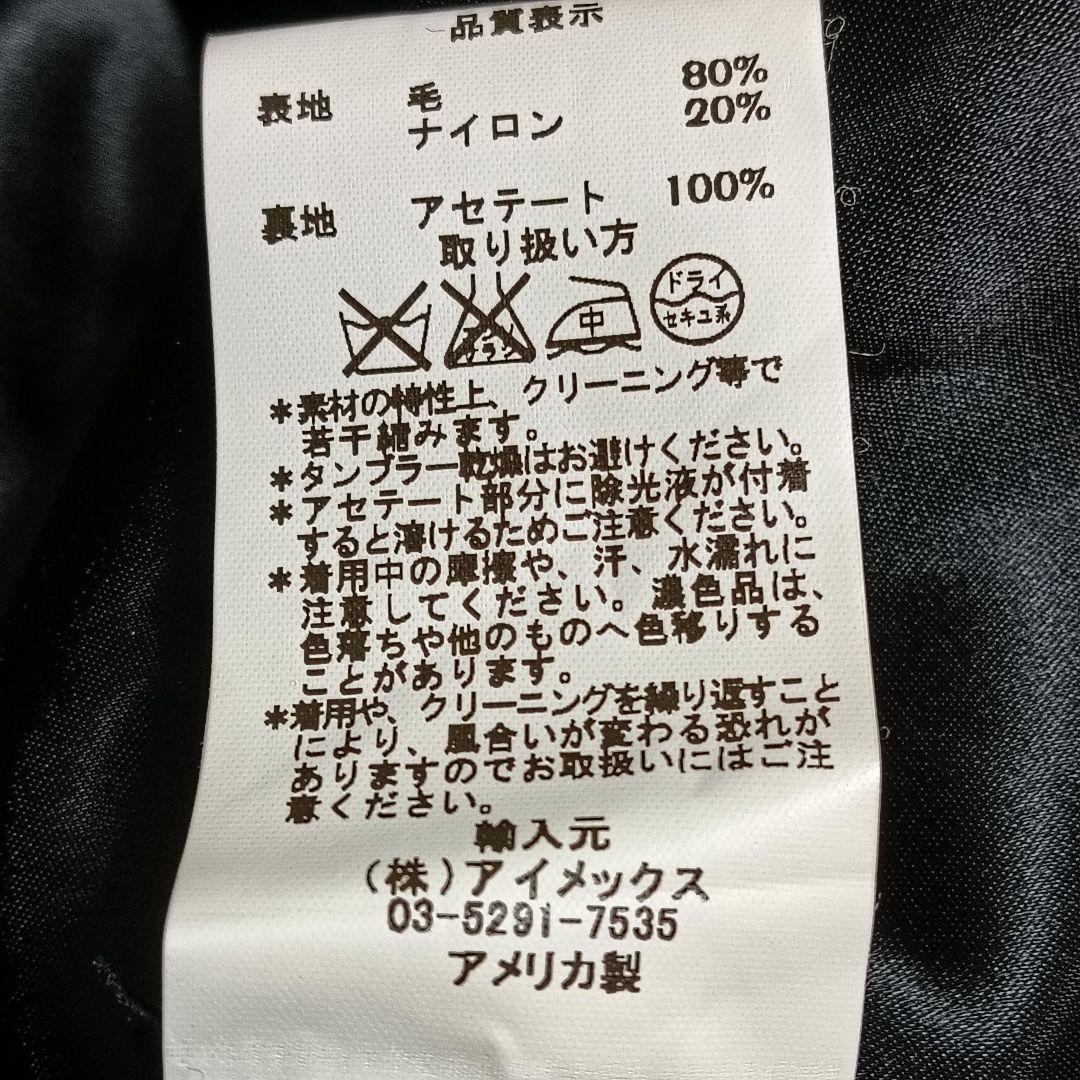 品質表示
表地 毛 80%
ナイロン 20%
裏地 アセテート 100%
取り扱い方
エンソ サラシ 中 ドライ セキユ系
*素材の特性上、クリーニング等で
若干縮みます。
*タンブラー乾燥はお避けください。
*アセテート部分に除光液が付着
すると溶けるためご注意ください。
*着用中の摩擦や、汗、水濡れに
注意してください。濃色品は、
色落ちや他のものへ色移りする
ことがあります。
*着用や、クリーニングを繰り返すこと
により、風合いが変わる恐れが
ありますのでお取扱いにはご注
意ください。
輸入元
(株)アイメックス
03-5291-7535
アメリカ製